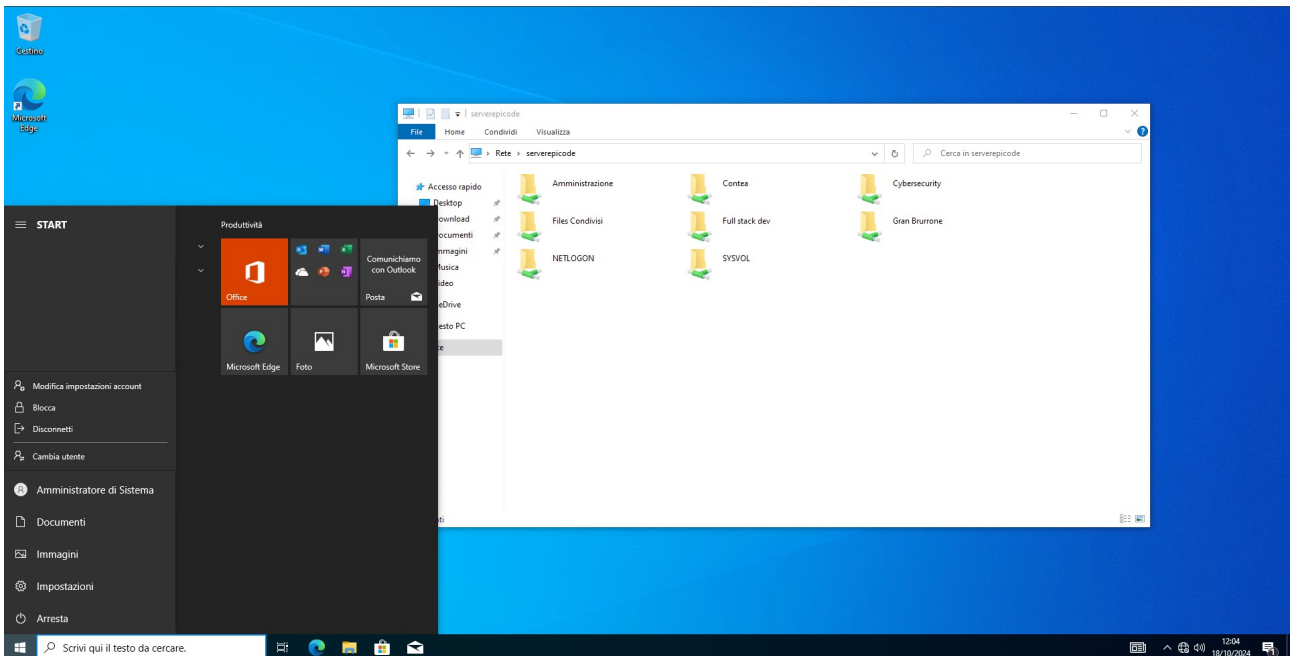 Cestino
Microsoft
Edge
serverepicode
File Home Condividi Visualizza
Rete › serverepicode
Cerca in serverepicode
Accesso rapido
Desktop
ownload
ocumenti
mmagini
Musica
ideo
eDrive
esto PC
te
Amministrazione
Contea
Cybersecurity
Files Condivisi
Full stack dev
Gran Brurrone
NETLOGON
SYSVOL
nti
START
Produttività
Office
Comunichiamo
con Outlook
Posta
Microsoft Edge
Foto
Microsoft Store
Modifica impostazioni account
Blocca
Disconnetti
Cambia utente
Amministratore di Sistema
Documenti
Immagini
Impostazioni
Arresta
Scrivi qui il testo da cercare.
12:04
18/10/2024